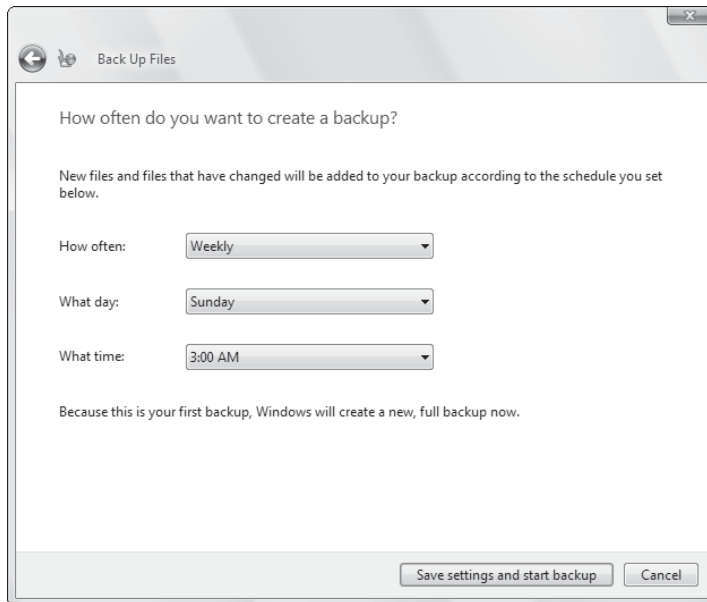 Back Up Files
How often do you want to create a backup?
New files and files that have changed will be added to your backup according to the schedule you set
below.
How often: Weekly
What day: Sunday
What time: 3:00 AM
Because this is your first backup, Windows will create a new, full backup now.
Save settings and start backup Cancel